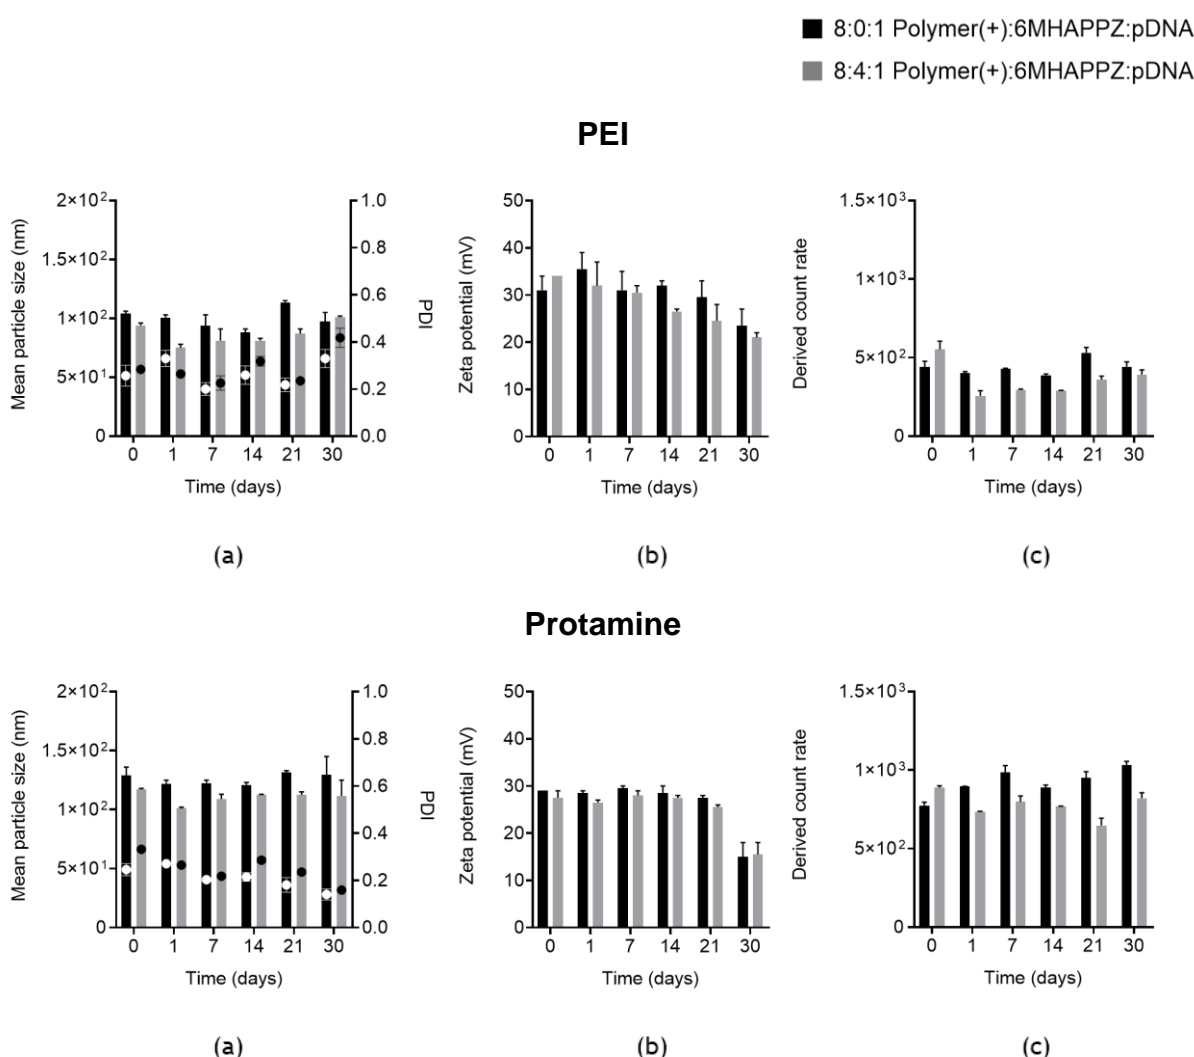 8:0:1 Polymer(+):6MHAPPZ:pDNA
8:4:1 Polymer(+):6MHAPPZ:pDNA
PEI
Mean particle size (nm)
2×10²
1.5×10²
1×10²
5×10¹
0
1.0
0.8
0.6
0.4
0.2
0.0
PDI
0 1 7 14 21 30
Time (days)
(a)
Zeta potential (mV)
50
40
30
20
10
0
0 1 7 14 21 30
Time (days)
(b)
Derived count rate
1.5×10³
1×10³
5×10²
0
0 1 7 14 21 30
Time (days)
(c)
Protamine
Mean particle size (nm)
2×10²
1.5×10²
1×10²
5×10¹
0
1.0
0.8
0.6
0.4
0.2
0.0
PDI
0 1 7 14 21 30
Time (days)
(a)
Zeta potential (mV)
50
40
30
20
10
0
0 1 7 14 21 30
Time (days)
(b)
Derived count rate
1.5×10³
1×10³
5×10²
0
0 1 7 14 21 30
Time (days)
(c)